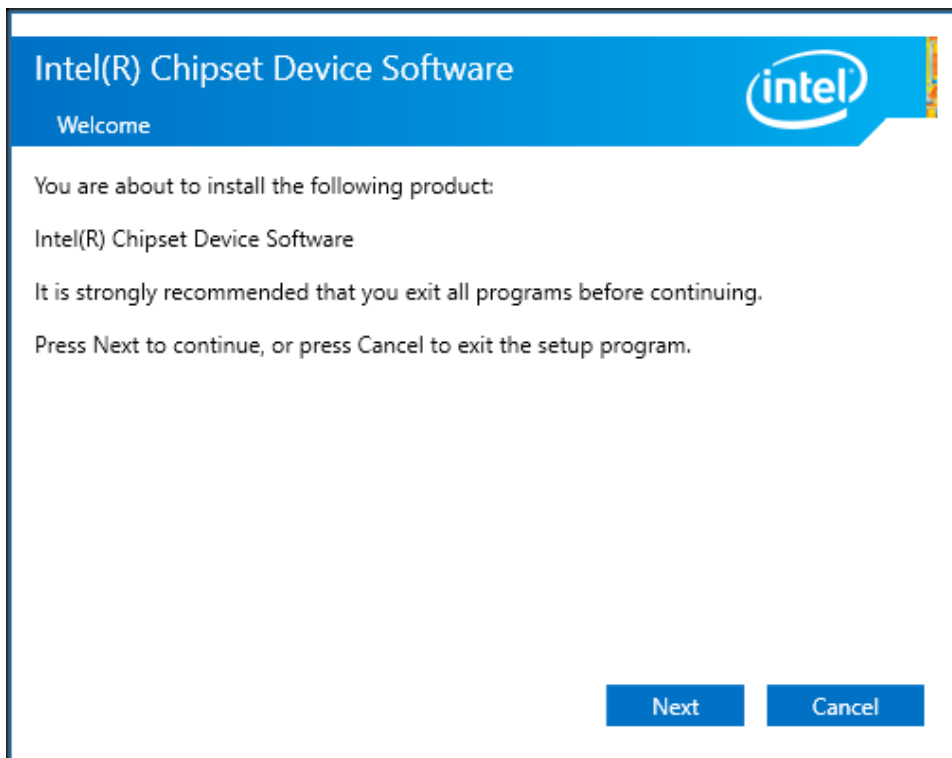 Intel(R) Chipset Device Software
intel
Welcome
You are about to install the following product:
Intel(R) Chipset Device Software
It is strongly recommended that you exit all programs before continuing.
Press Next to continue, or press Cancel to exit the setup program.
Next
Cancel